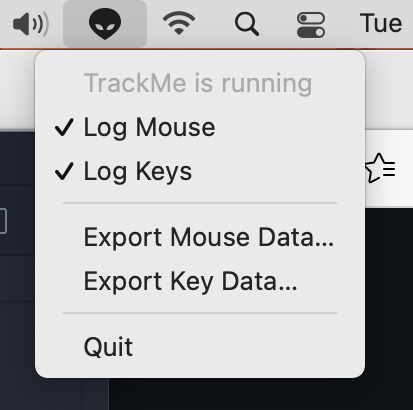 Tue
TrackMe is running
Log Mouse
Log Keys
Export Mouse Data...
Export Key Data...
Quit